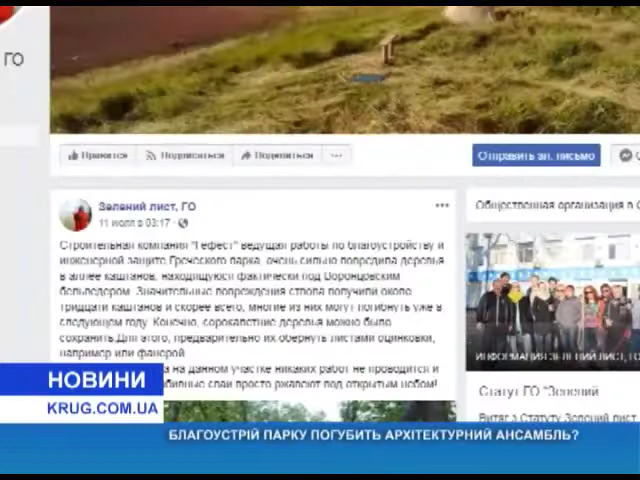 ГО
Нравится
Подписаться
Поделиться
Отправить эл. письмо
Зелений лист, ГО
11 июля в 03:17
Общественная организация в О
Строительная компания "Гефест" ведущая работы по благоустройству и
инженерной защите Греческого парка, очень сильно повредила деревья
в аллее каштанов, находящуюся фактически под Воронцовским
бельведером. Значительные повреждения ствола получили около
тридцати каштанов и скорее всего, многие из них могут погибнуть уже в
следующем году. Конечно, сорокалетние деревья можно было
сохранить.Для этого, предварительно их обернуть листами оцинковки,
например или фанерой
на данном участке никаких работ не проводится и
сваи просто ржавеют под открытым небом!
ИНФОРМАЦИЯ ЗЕЛЕНИЙ ЛИСТ, ГО
Статут ГО "Зелений
Витяг з Статуту Зелений лист
НОВИНИ
KRUG.COM.UA
БЛАГОУСТРІЙ ПАРКУ ПОГУБИТЬ АРХІТЕКТУРНИЙ АНСАМБЛЬ?